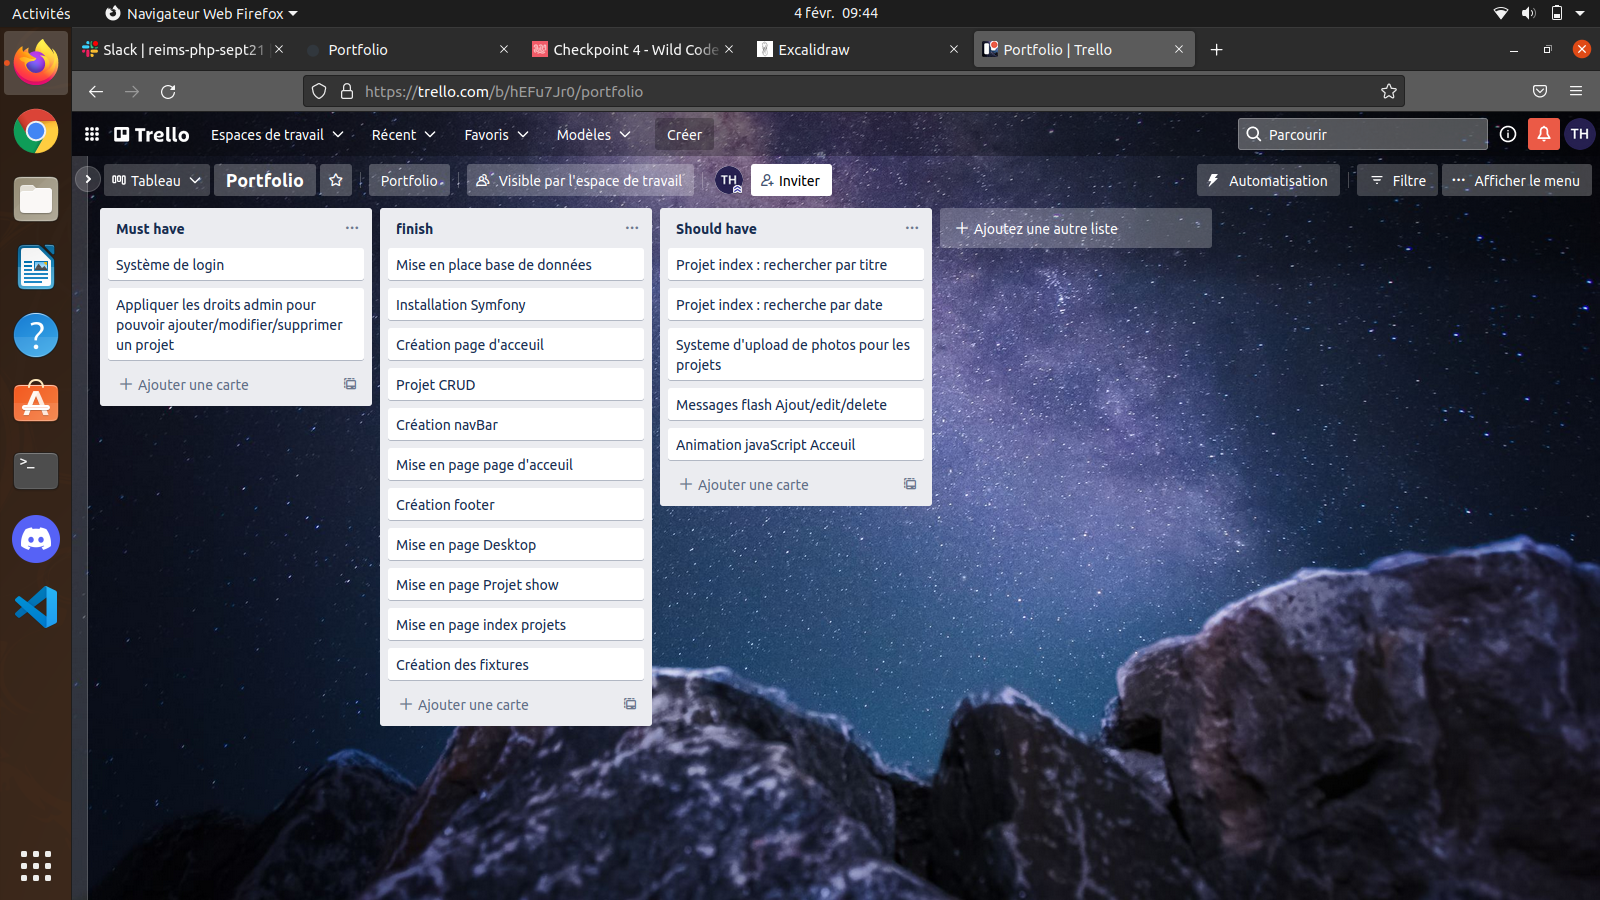 Activités
Navigateur Web Firefox
4 févr. 09:44
Slack | reims-php-sept21
Portfolio
Checkpoint 4 - Wild Code
Excalidraw
Portfolio | Trello
https://trello.com/b/hEFu7Jr0/portfolio
Trello
Espaces de travail
Récent
Favoris
Modèles
Créer
Parcourir
TH
Tableau
Portfolio
Portfolio
Visible par l'espace de travail
TH
Inviter
Automatisation
Filtre
Afficher le menu
Must have
Système de login
Appliquer les droits admin pour
pouvoir ajouter/modifier/supprimer
un projet
+ Ajouter une carte
finish
Mise en place base de données
Installation Symfony
Création page d'acceuil
Projet CRUD
Création navBar
Mise en page page d'acceuil
Création footer
Mise en page Desktop
Mise en page Projet show
Mise en page index projets
Création des fixtures
+ Ajouter une carte
Should have
Projet index : rechercher par titre
Projet index : recherche par date
Systeme d'upload de photos pour les
projets
Messages flash Ajout/edit/delete
Animation javaScript Acceuil
+ Ajouter une carte
+ Ajoutez une autre liste